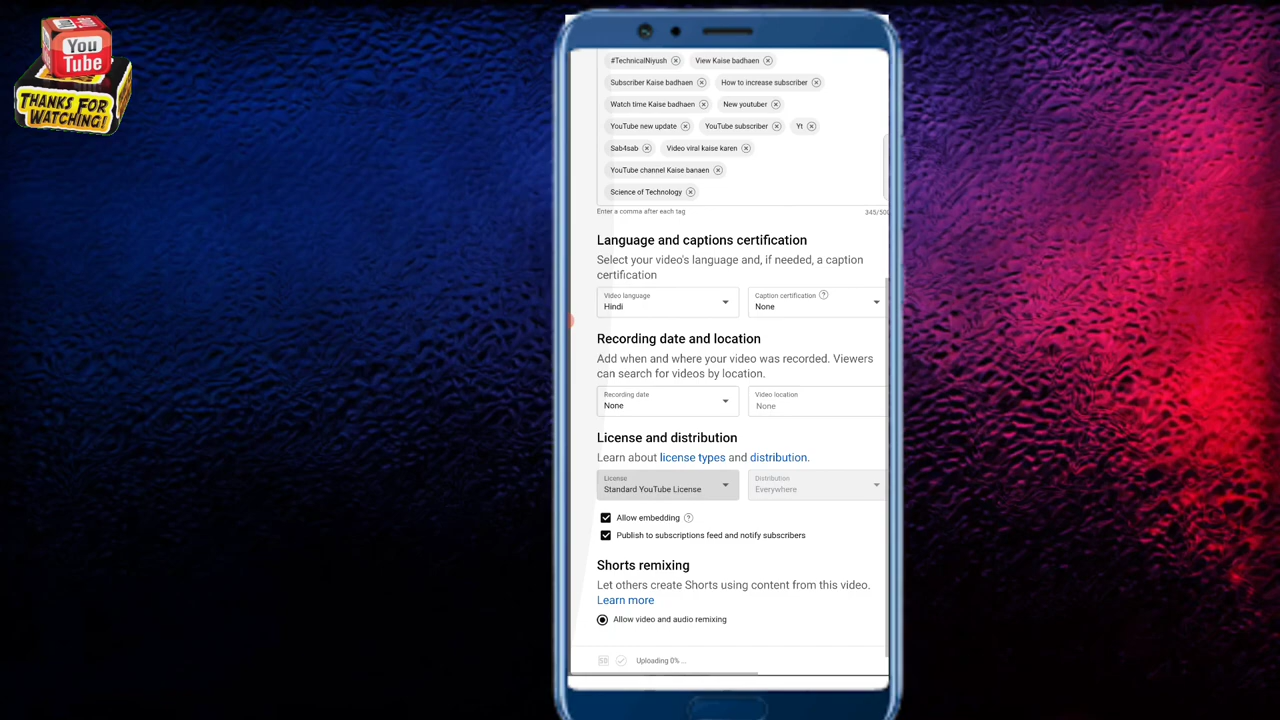 You
Tube
THANKS FOR
WATCHING!
#TechnicalNiyush View Kaise badhaen
Subscriber Kaise badhaen How to increase subscriber
Watch time Kaise badhaen New youtuber
YouTube new update YouTube subscriber Yt
Sab4sab Video viral kaise karen
YouTube channel Kaise banaen
Science of Technology
Enter a comma after each tag 345/500
Language and captions certification
Select your video's language and, if needed, a caption
certification
Video language Caption certification ?
Hindi None
Recording date and location
Add when and where your video was recorded. Viewers
can search for videos by location.
Recording date Video location
None None
License and distribution
Learn about license types and distribution.
License Distribution
Standard YouTube License Everywhere
Allow embedding ?
Publish to subscriptions feed and notify subscribers
Shorts remixing
Let others create Shorts using content from this video.
Learn more
Allow video and audio remixing
SD Uploading 0% ...